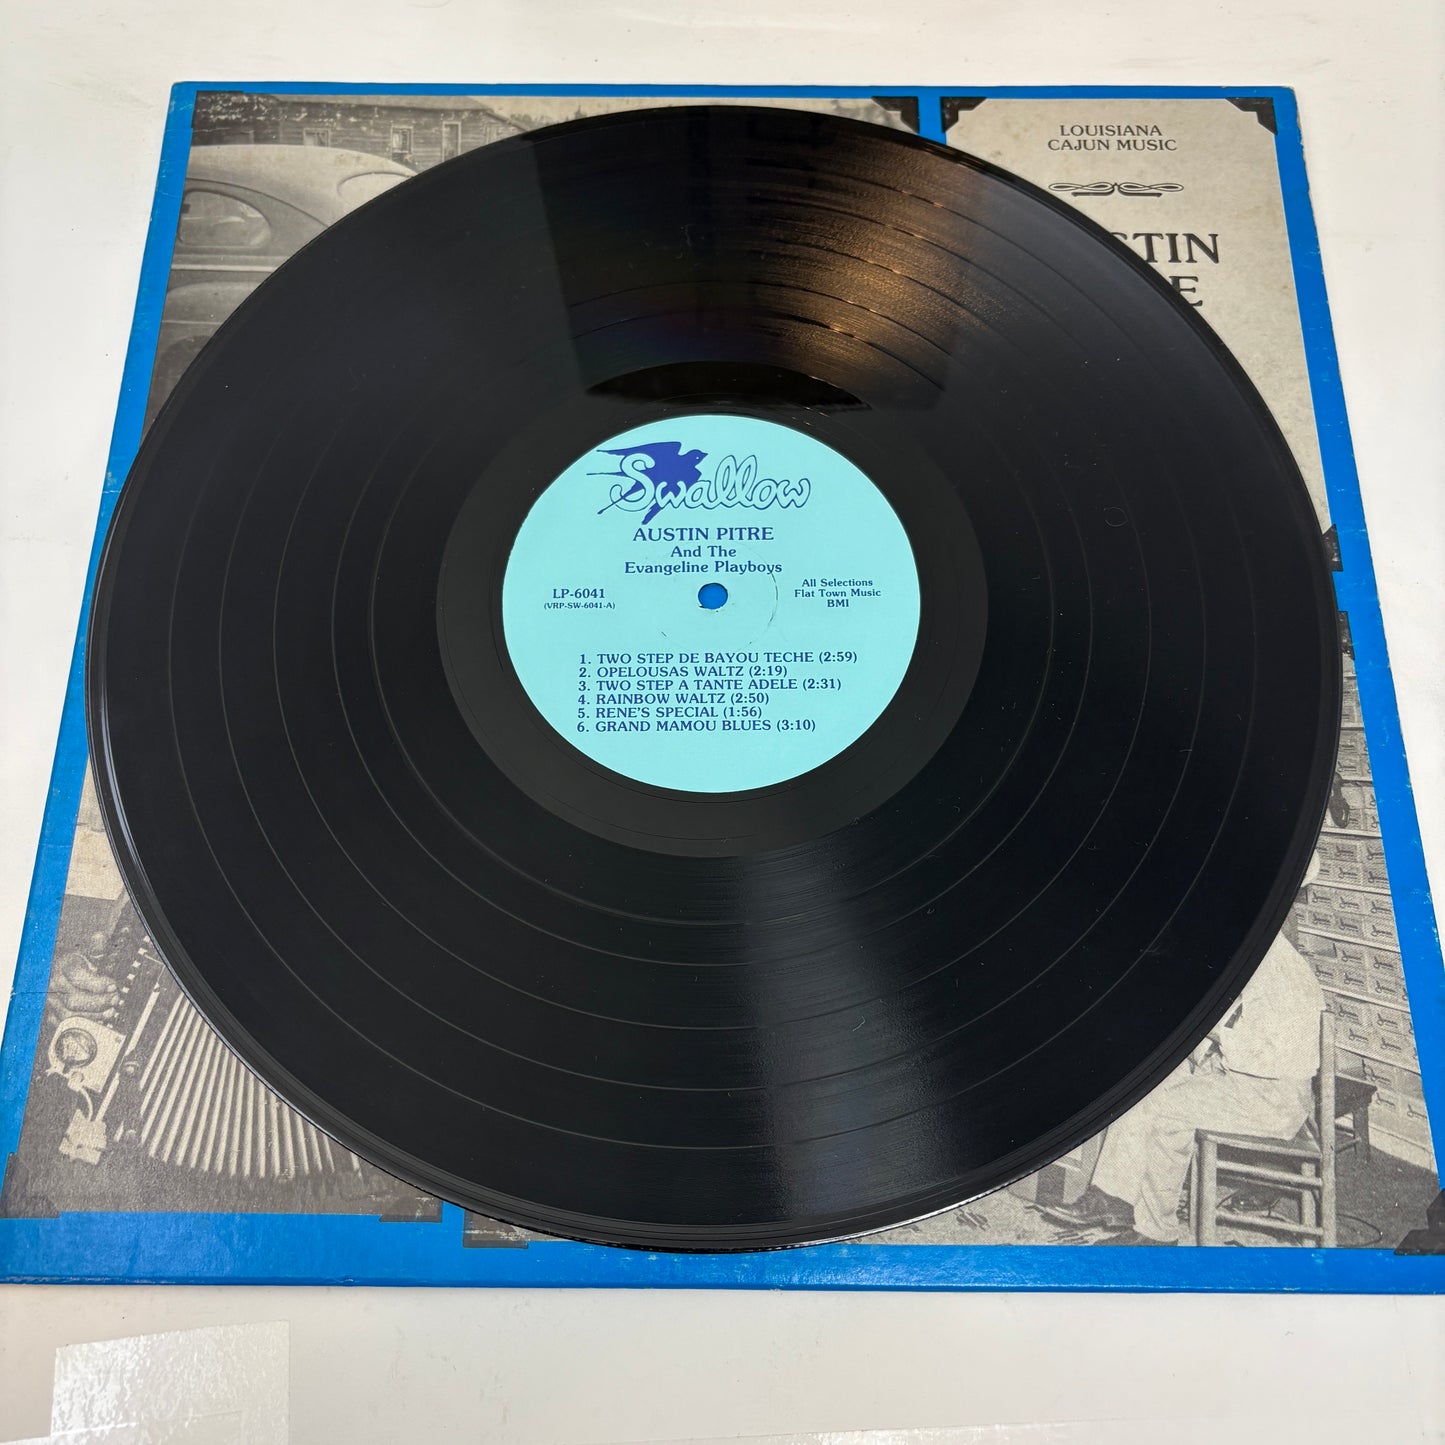 LOUISIANA
CAJUN MUSIC
STIN
E
Swallow
AUSTIN PITRE
And The
Evangeline Playboys
LP-6041
(VRP-SW-6041-A)
All Selections
Flat Town Music
BMI
1. TWO STEP DE BAYOU TECHE (2:59)
2. OPELOUSAS WALTZ (2:19)
3. TWO STEP A TANTE ADELE (2:31)
4. RAINBOW WALTZ (2:50)
5. RENE'S SPECIAL (1:56)
6. GRAND MAMOU BLUES (3:10)